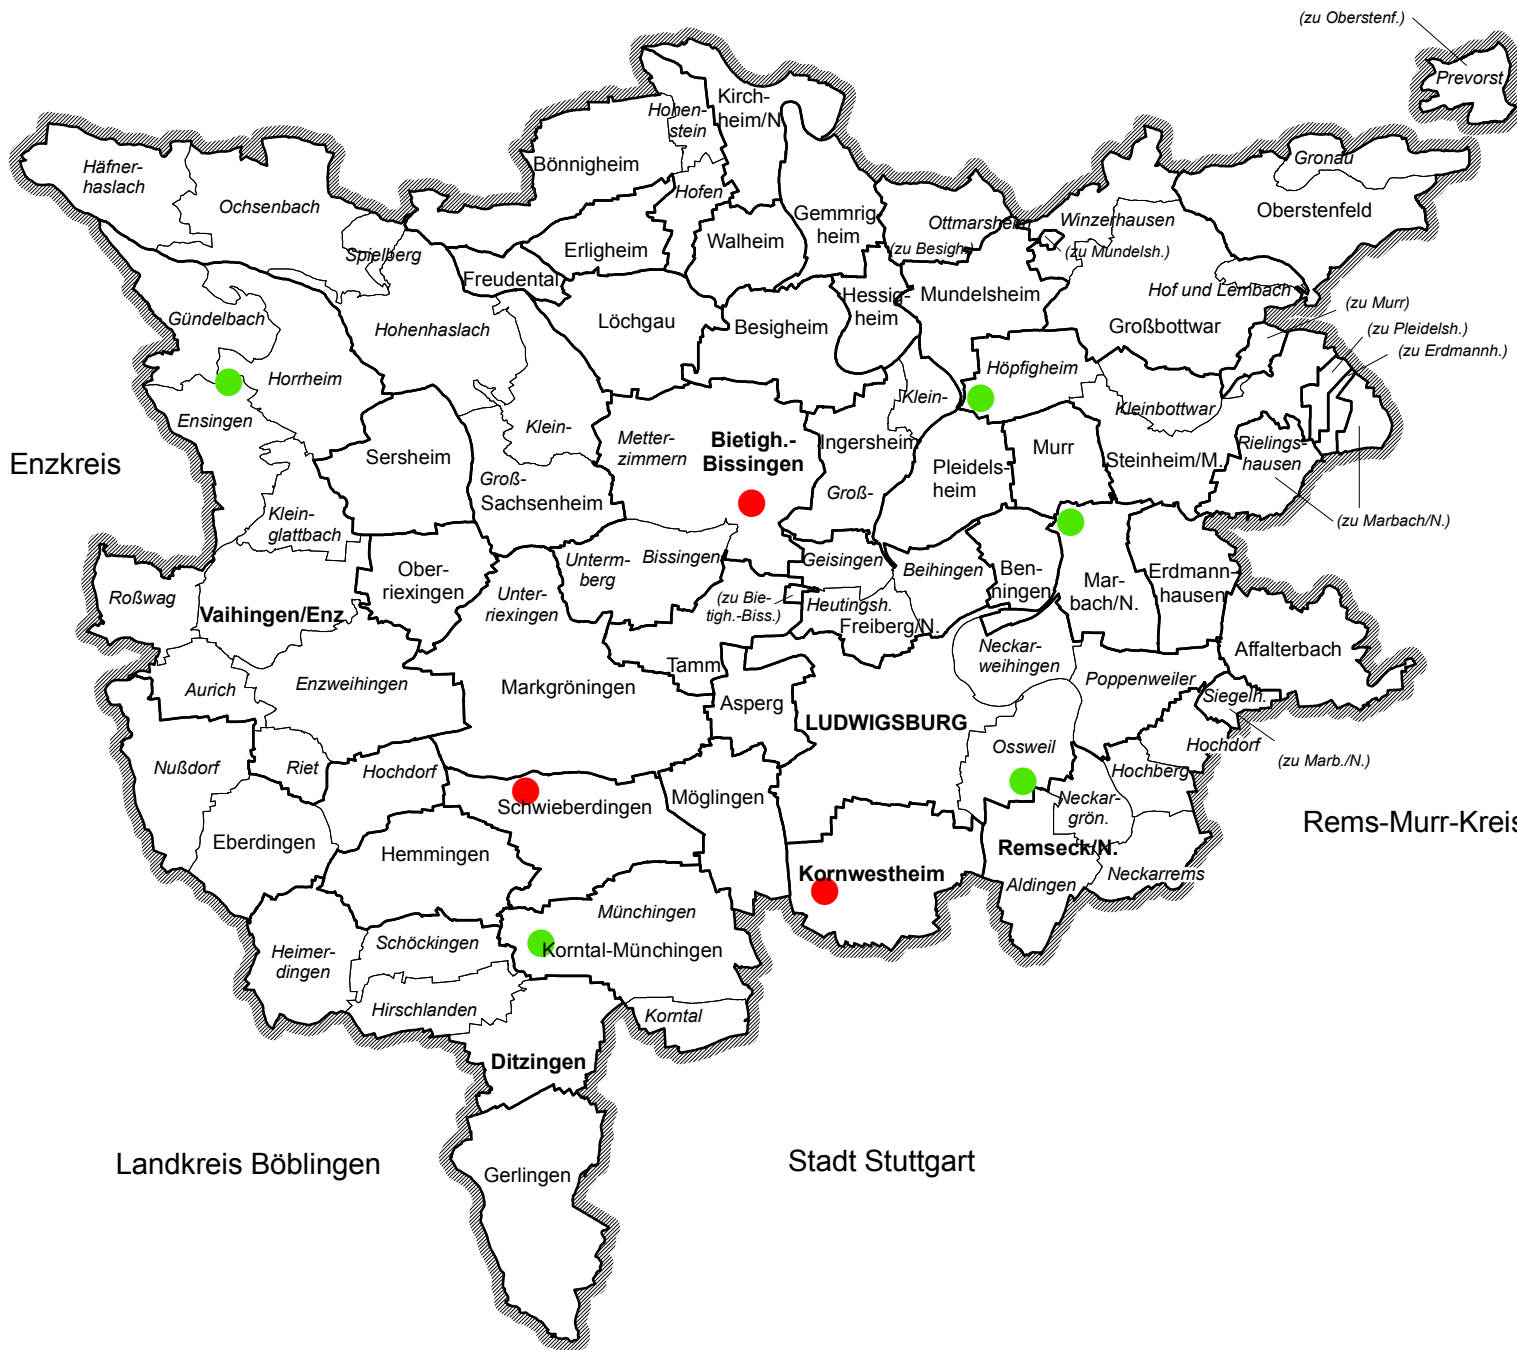 (zu Oberstenf.)
Prevorst
Kirch-
heim/N.
Hohen-
stein
Bönnigheim
Häfner-
haslach
Ochsenbach
Gronau
Hofen
Oberstenfeld
Gemmrig
heim
Ottmarsheim
(zu Besigh.)
Winzerhausen
(zu Mundelsh.)
Spielberg
Erligheim
Walheim
Freudental
Hof und Lembach
Hessig-
heim
Mundelsheim
(zu Murr)
Gündelbach
Hohenhaslach
Löchgau
Besigheim
Großbottwar
(zu Pleidelsh.)
(zu Erdmannh.)
Horrheim
Höpfigheim
Ensingen
Klein-
Kleinbottwar
Enzkreis
Sersheim
Klein-
Metter-
zimmern
Bietigh.-
Bissingen
Ingersheim
Murr
Rielings-
hausen
Pleidels-
heim
Steinheim/M.
Groß-
Sachsenheim
Groß-
Klein-
glattbach
(zu Marbach/N.)
Roßwag
Ober-
riexingen
Unterm-
berg
Bissingen
Geisingen
Beihingen
Ben-
ningen
Mar-
bach/N.
Erdmann-
hausen
Unter-
riexingen
(zu Bie-
tigh.-Biss.)
Heutingsh.
Vaihingen/Enz
Freiberg/N.
Affalterbach
Neckar-
weihingen
Tamm
Aurich
Enzweihingen
Markgröningen
Poppenweiler
Siegelh.
Asperg
LUDWIGSBURG
Nußdorf
Riet
Hochdorf
Ossweil
Hochdorf
(zu Marb./N.)
Hochberg
Schwieberdingen
Möglingen
Neckar-
grön.
Rems-Murr-Kreis
Eberdingen
Hemmingen
Remseck/N.
Kornwestheim
Aldingen
Neckarrems
Münchingen
Heimer-
dingen
Schöckingen
Korntal-Münchingen
Hirschlanden
Korntal
Ditzingen
Landkreis Böblingen
Gerlingen
Stadt Stuttgart